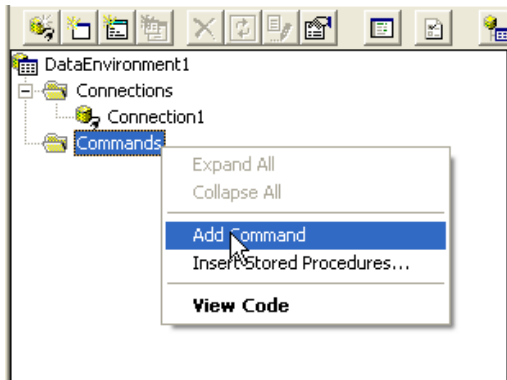 DataEnvironment1
Connections
Connection1
Commands
Expand All
Collapse All
Add Command
Insert Stored Procedures...
View Code